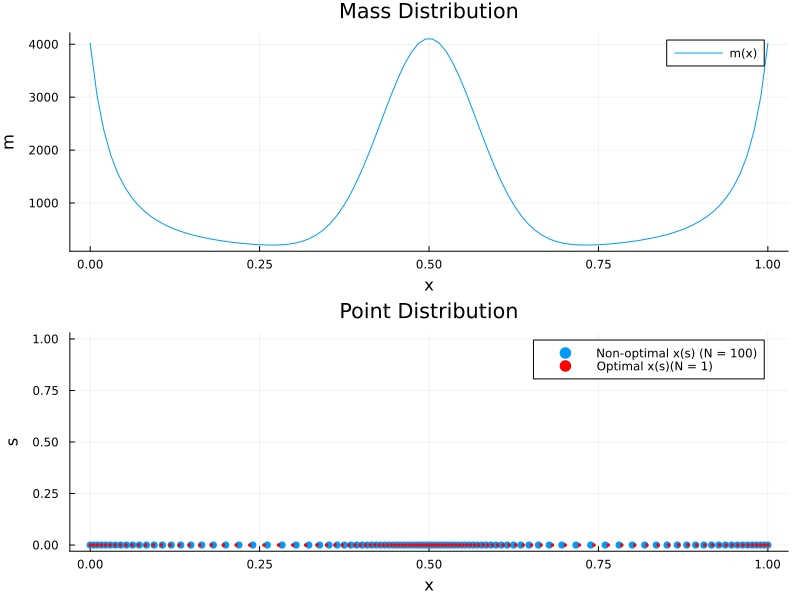 Mass Distribution
4000
3000
2000
1000
m
m(x)
0.00 0.25 0.50 0.75 1.00
x
Point Distribution
1.00
0.75
0.50
0.25
0.00
s
Non-optimal x(s) (N = 100)
Optimal x(s)(N = 1)
0.00 0.25 0.50 0.75 1.00
x